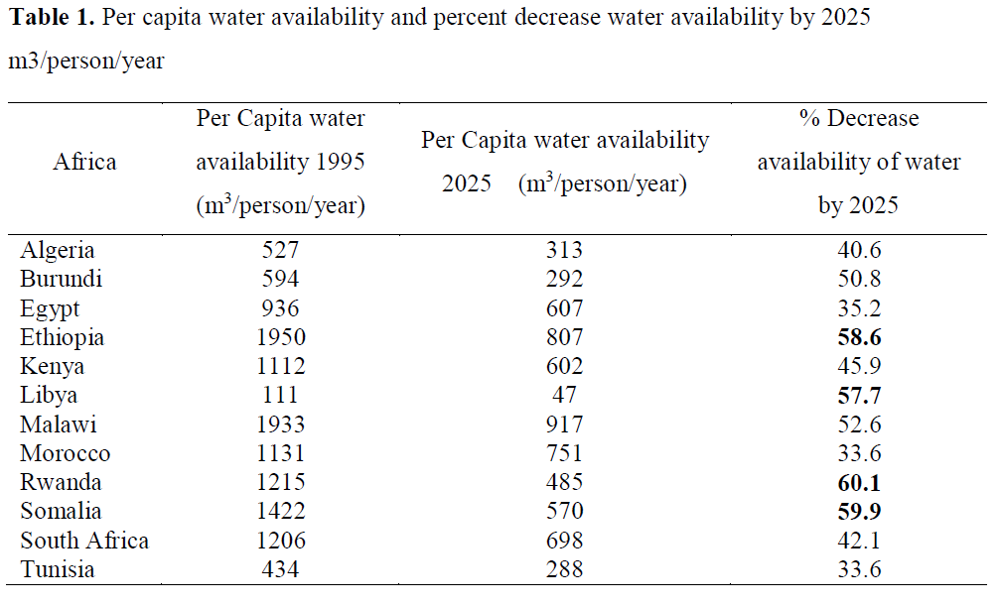 Table 1. Per capita water availability and percent decrease water availability by 2025
m3/person/year
Africa
Per Capita water
availability 1995
(m³/person/year)
Per Capita water availability
2025 (m³/person/year)
% Decrease
availability of water
by 2025
Algeria 527 313 40.6
Burundi 594 292 50.8
Egypt 936 607 35.2
Ethiopia 1950 807 58.6
Kenya 1112 602 45.9
Libya 111 47 57.7
Malawi 1933 917 52.6
Morocco 1131 751 33.6
Rwanda 1215 485 60.1
Somalia 1422 570 59.9
South Africa 1206 698 42.1
Tunisia 434 288 33.6